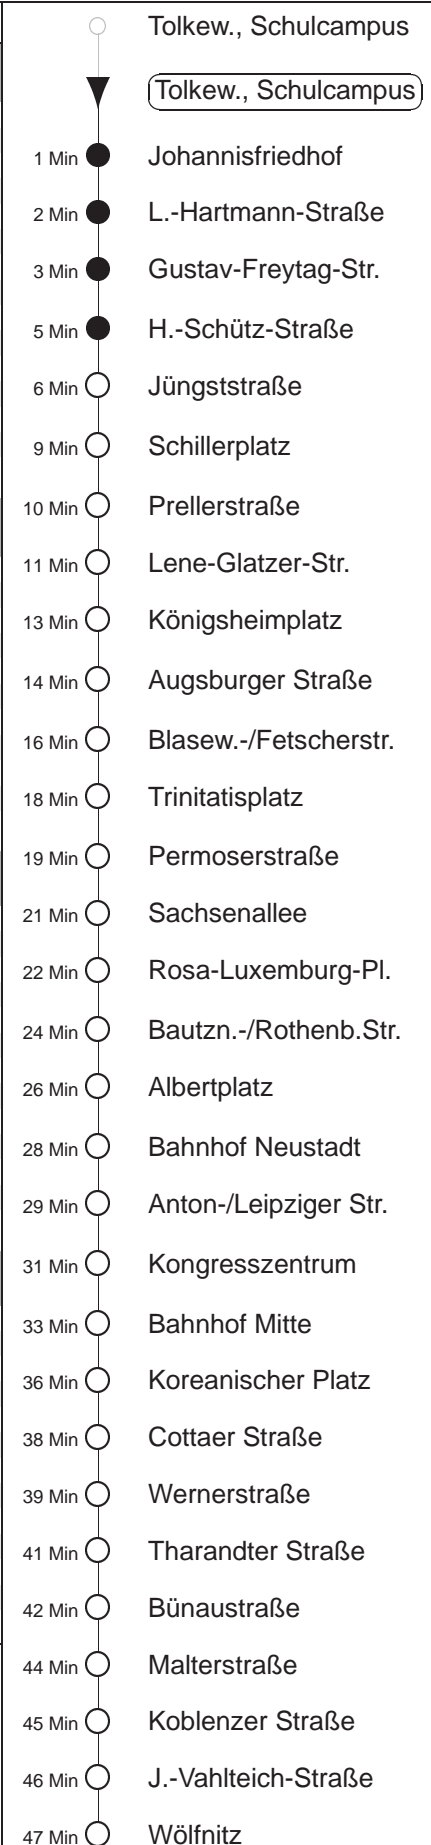 Tolkew., Schulcampus
Tolkew., Schulcampus
1 Min Johannisfriedhof
2 Min L.-Hartmann-Straße
3 Min Gustav-Freytag-Str.
5 Min H.-Schütz-Straße
6 Min Jüngststraße
9 Min Schillerplatz
10 Min Prellerstraße
11 Min Lene-Glatzer-Str.
13 Min Königsheimplatz
14 Min Augsburger Straße
16 Min Blasew.-/Fetscherstr.
18 Min Trinitatisplatz
19 Min Permoserstraße
21 Min Sachsenallee
22 Min Rosa-Luxemburg-Pl.
24 Min Bautzn.-/Rothenb.Str.
26 Min Albertplatz
28 Min Bahnhof Neustadt
29 Min Anton-/Leipziger Str.
31 Min Kongresszentrum
33 Min Bahnhof Mitte
36 Min Koreanischer Platz
38 Min Cottaer Straße
39 Min Wernerstraße
41 Min Tharandter Straße
42 Min Bünaustraße
44 Min Malterstraße
45 Min Koblenzer Straße
46 Min J.-Vahlteich-Straße
47 Min Wölfnitz